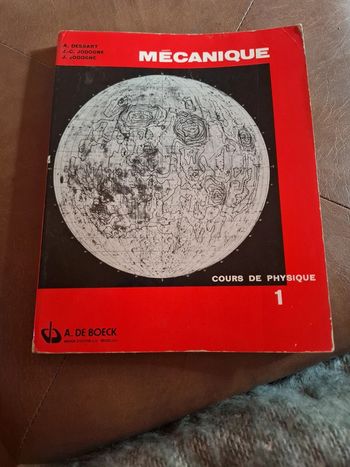 A. DESSART
J.-C. JODOGNE
J. JODOGNE
MÉCANIQUE
COURS DE PHYSIQUE
1
A. DE BOECK